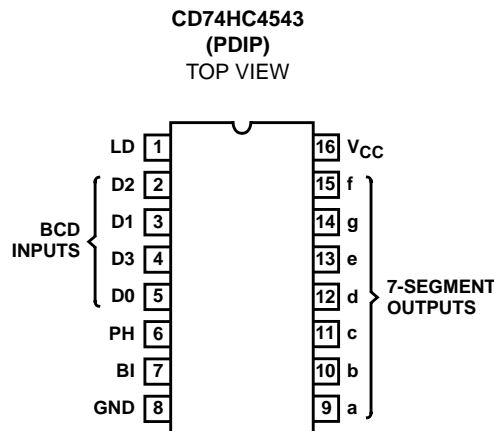 CD74HC4543
(PDIP)
TOP VIEW
LD 1 16 VCC
D2 2 15 f
D1 3 14 g
BCD
INPUTS
D3 4 13 e
D0 5 12 d
7-SEGMENT
OUTPUTS
PH 6 11 c
BI 7 10 b
GND 8 9 a